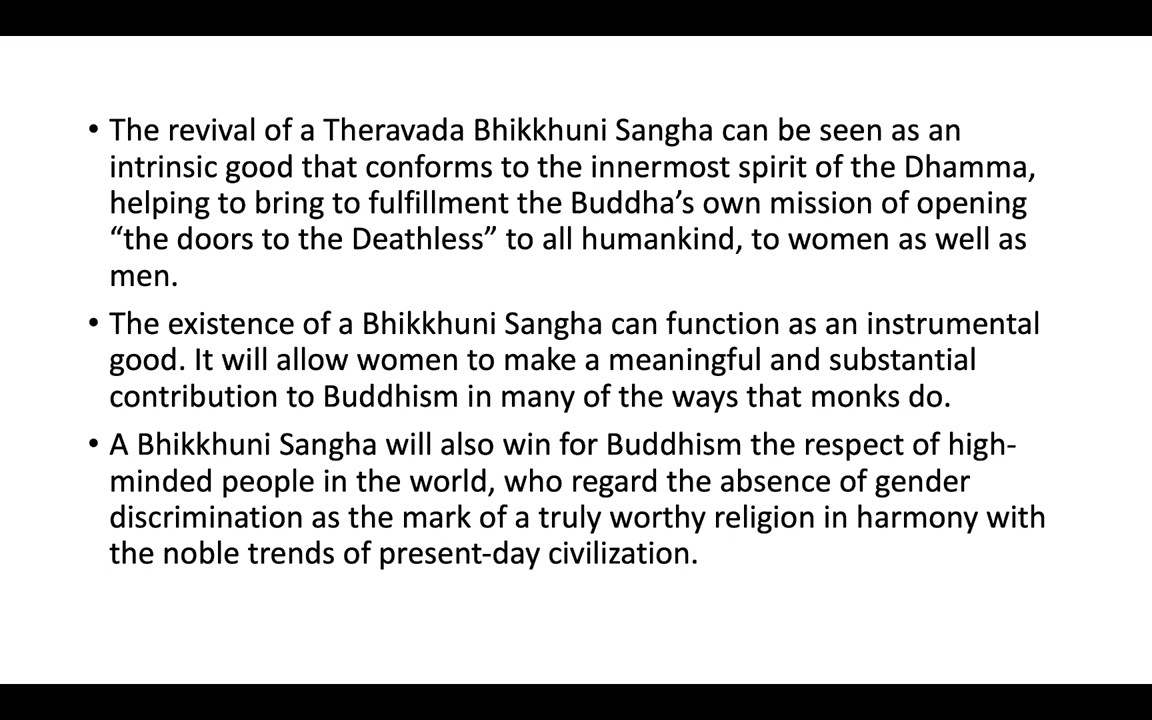 • The revival of a Theravada Bhikkhuni Sangha can be seen as an
intrinsic good that conforms to the innermost spirit of the Dhamma,
helping to bring to fulfillment the Buddha’s own mission of opening
“the doors to the Deathless” to all humankind, to women as well as
men.
• The existence of a Bhikkhuni Sangha can function as an instrumental
good. It will allow women to make a meaningful and substantial
contribution to Buddhism in many of the ways that monks do.
• A Bhikkhuni Sangha will also win for Buddhism the respect of high-
minded people in the world, who regard the absence of gender
discrimination as the mark of a truly worthy religion in harmony with
the noble trends of present-day civilization.